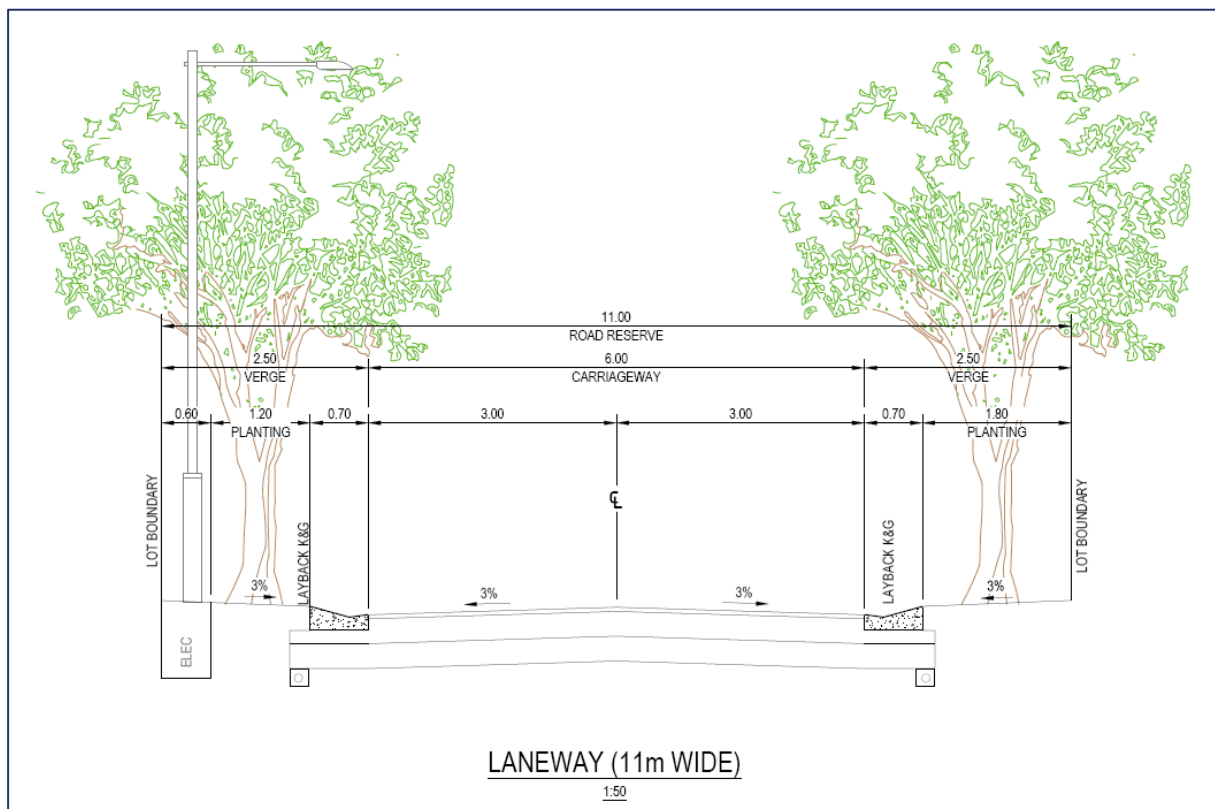 11.00
ROAD RESERVE
2.50
VERGE
6.00
CARRIAGEWAY
2.50
VERGE
0.60
1.20
PLANTING
0.70
3.00
3.00
0.70
1.80
PLANTING
LOT BOUNDARY
LAYBACK K&G
CL
LAYBACK K&G
LOT BOUNDARY
3%
3%
3%
3%
ELEC
LANEWAY (11m WIDE)
1:50